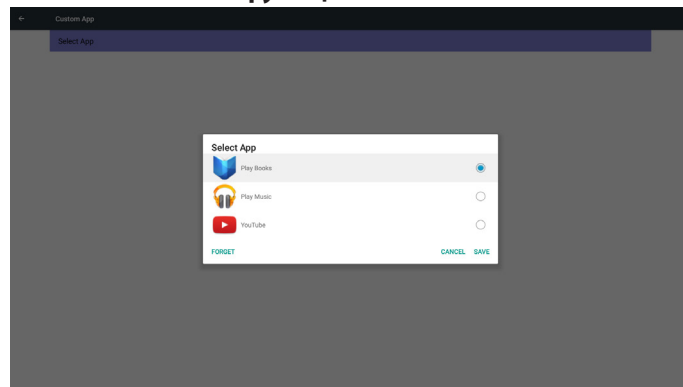 Custom App
Select App
Select App
Play Books
Play Music
YouTube
FORGET CANCEL SAVE